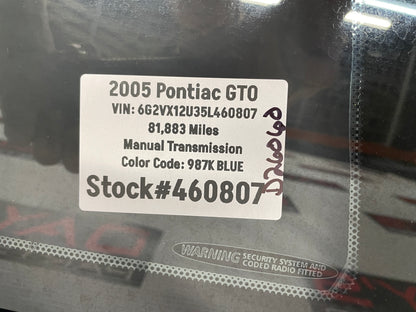 2005 Pontiac GTO
VIN: 6G2VX12U35L460807
81,883 Miles
Manual Transmission
Color Code: 987K BLUE
Stock#460807
D26060
WARNING SECURITY SYSTEM AND
CODED RADIO FITTED